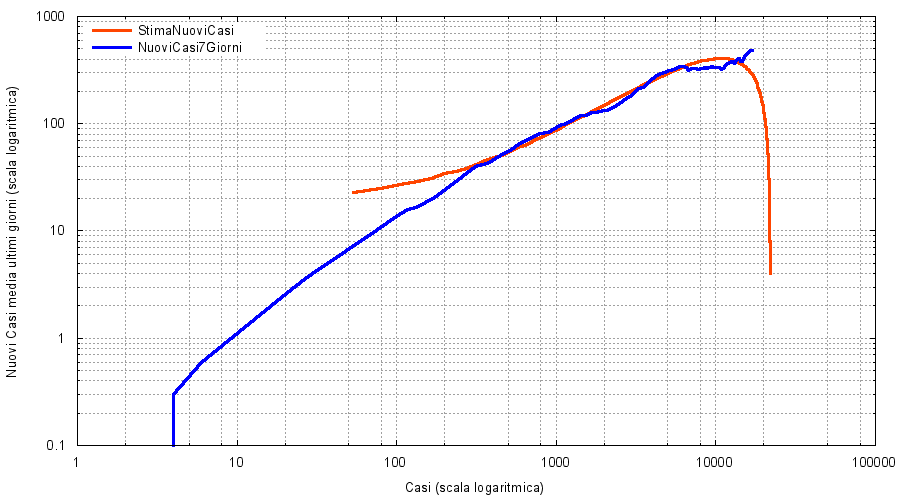 1000
StimaNuoviCasi
NuoviCasi7Giorni
100
10
1
0.1
Nuovi Casi media ultimi giorni (scala logaritmica)
1 10 100 1000 10000 100000
Casi (scala logaritmica)